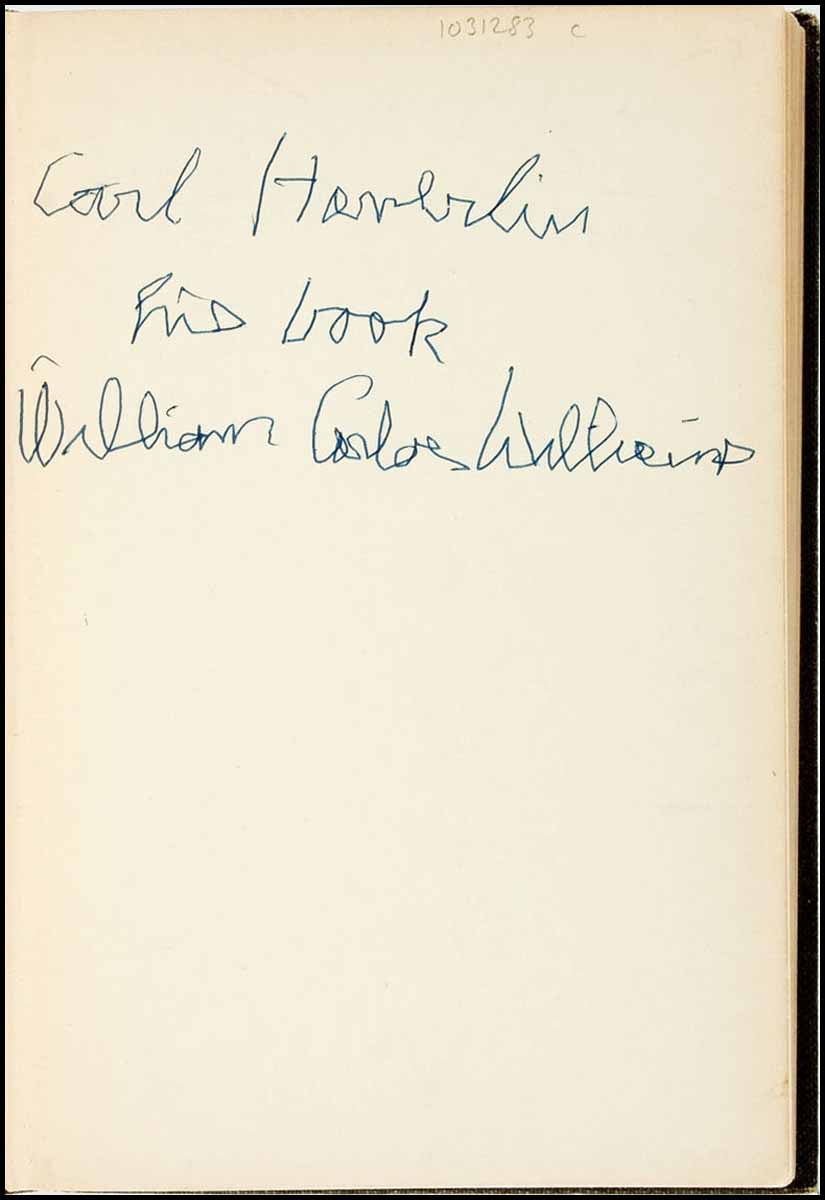 1031283 c
Carl Haverlin
his book
William Carlos Williams